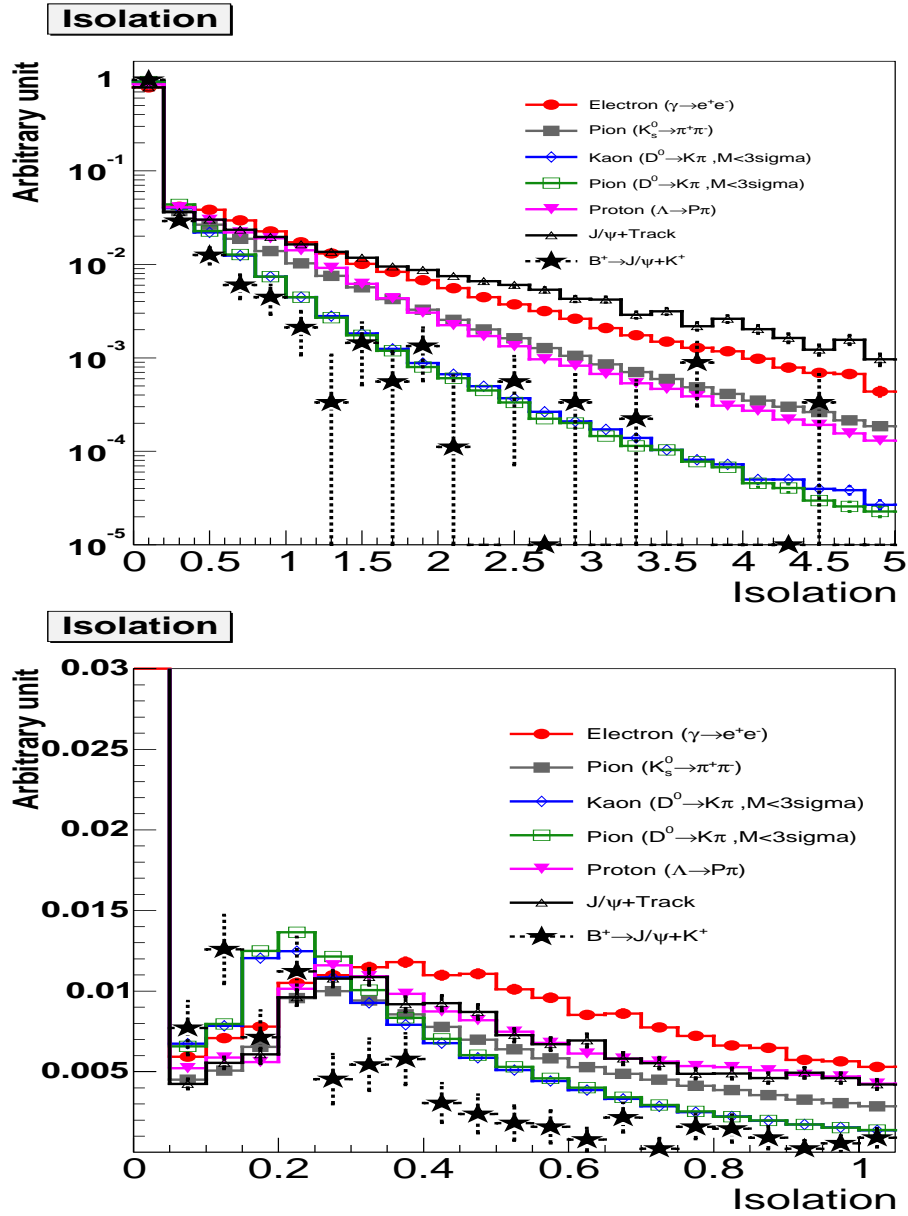 Isolation
Arbitrary unit
1
10⁻¹
10⁻²
10⁻³
10⁻⁴
10⁻⁵
Electron (γ→e⁺e⁻)
Pion (K⁰ₛ→π⁺π⁻)
Kaon (D⁰→Kπ ,M<3sigma)
Pion (D⁰→Kπ ,M<3sigma)
Proton (Λ→Pπ)
J/ψ+Track
B⁺→J/ψ+K⁺
0 0.5 1 1.5 2 2.5 3 3.5 4 4.5 5
Isolation
Isolation
Arbitrary unit
0.03
0.025
0.02
0.015
0.01
0.005
Electron (γ→e⁺e⁻)
Pion (K⁰ₛ→π⁺π⁻)
Kaon (D⁰→Kπ ,M<3sigma)
Pion (D⁰→Kπ ,M<3sigma)
Proton (Λ→Pπ)
J/ψ+Track
B⁺→J/ψ+K⁺
0 0.2 0.4 0.6 0.8 1
Isolation